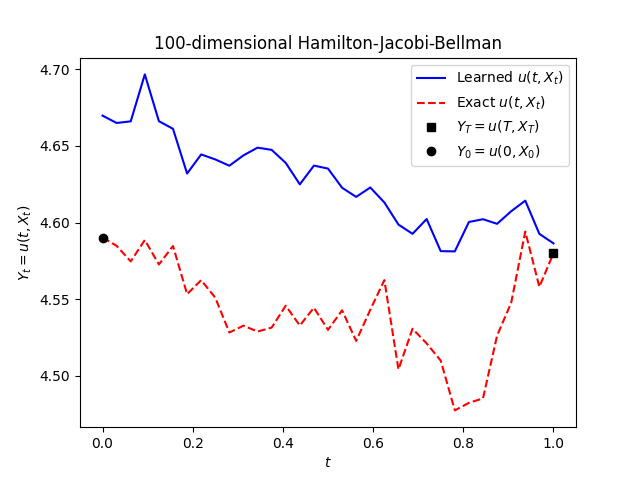 100-dimensional Hamilton-Jacobi-Bellman
Learned u(t, X_t)
Exact u(t, X_t)
Y_T = u(T, X_T)
Y_0 = u(0, X_0)
4.70
4.65
4.60
4.55
4.50
Y_t = u(t, X_t)
0.0 0.2 0.4 0.6 0.8 1.0
t